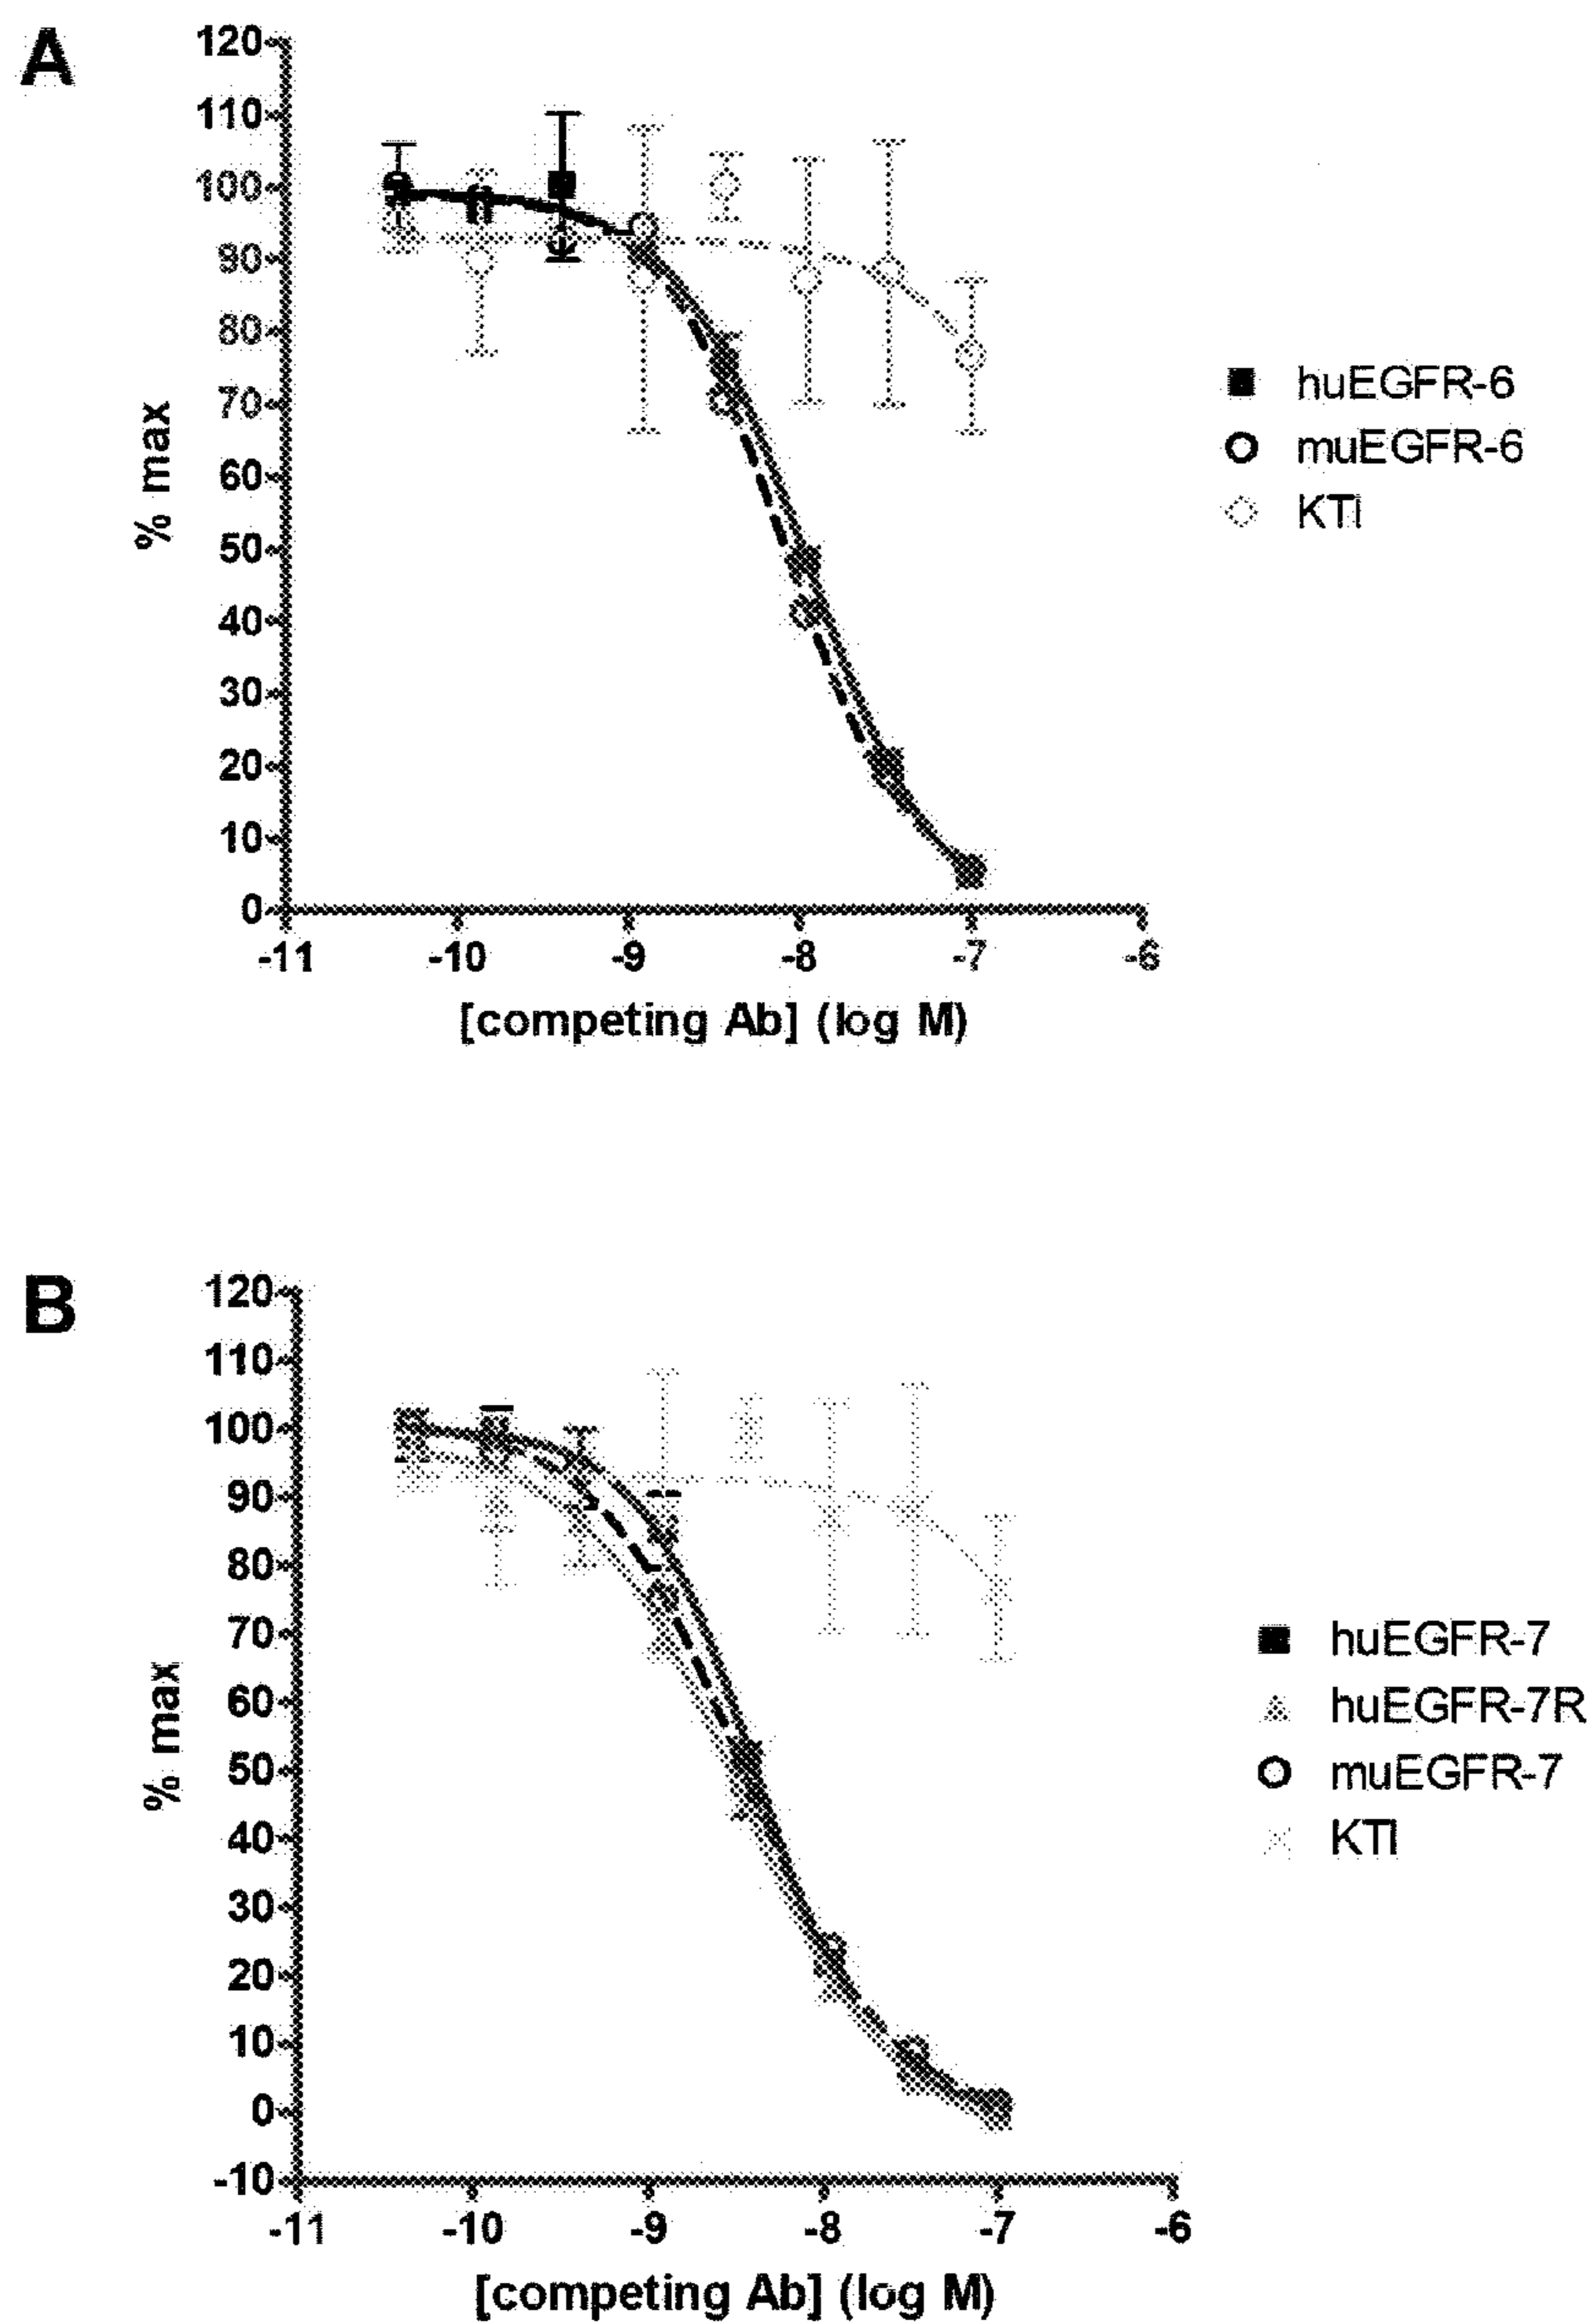 A
120
110
100
90
80
70
60
50
40
30
20
10
0
% max
-11 -10 -9 -8 -7 -6
[competing Ab] (log M)
huEGFR-6
muEGFR-6
KTI
B
120
110
100
90
80
70
60
50
40
30
20
10
0
-10
% max
-11 -10 -9 -8 -7 -6
[competing Ab] (log M)
huEGFR-7
huEGFR-7R
muEGFR-7
KTI